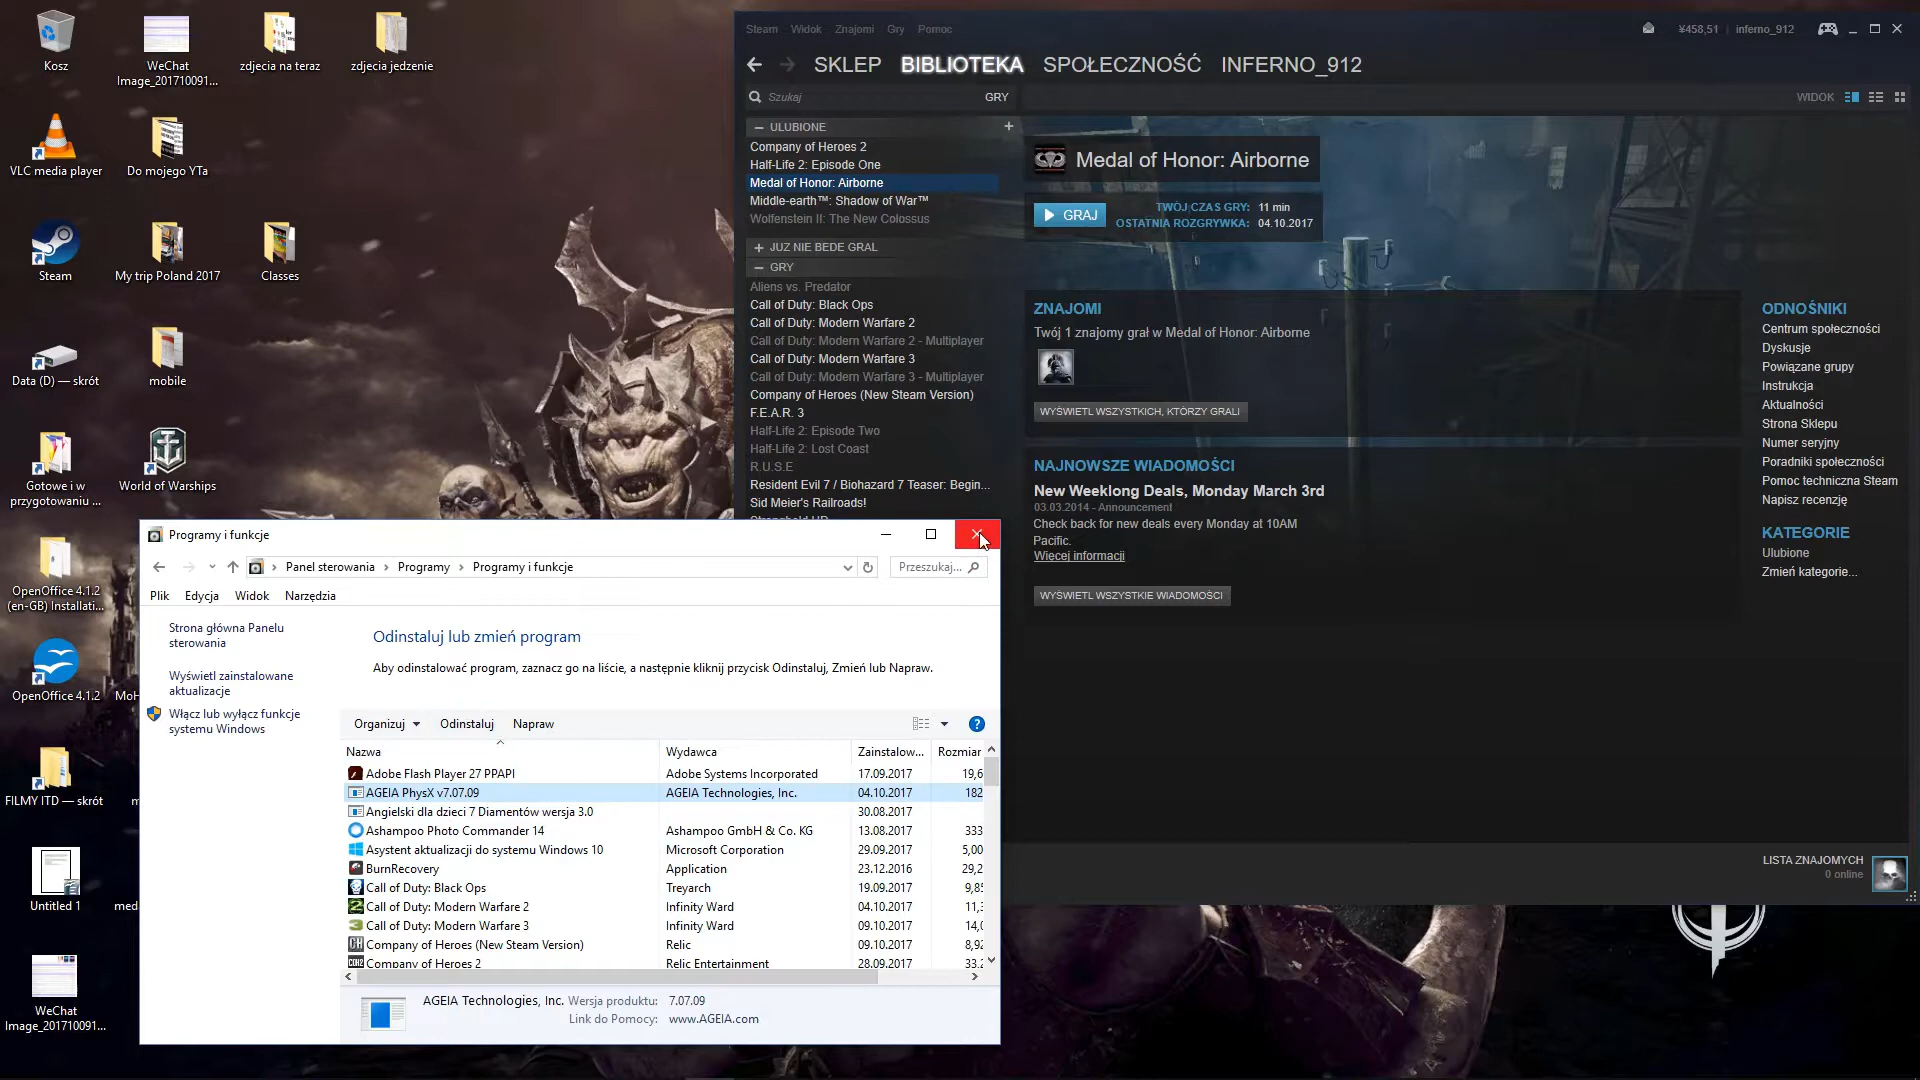 Kosz
WeChat
Image_201710091...
zdjecia na teraz
zdjecia jedzenie
VLC media player
Do mojego YTa
Steam
My trip Poland 2017
Classes
Data (D) — skrót
mobile
Gotowe i w
przygotowaniu ...
World of Warships
OpenOffice 4.1.2
(en-GB) Installati...
OpenOffice 4.1.2
MoH
FILMY ITD — skrót
Untitled 1
med
WeChat
Image_201710091...
Steam Widok Znajomi Gry Pomoc
¥458,51 | inferno_912
SKLEP BIBLIOTEKA SPOŁECZNOŚĆ INFERNO_912
Szukaj GRY
WIDOK
— ULUBIONE +
Company of Heroes 2
Half-Life 2: Episode One
Medal of Honor: Airborne
Middle-earth™: Shadow of War™
Wolfenstein II: The New Colossus
+ JUZ NIE BEDE GRAL
— GRY
Aliens vs. Predator
Call of Duty: Black Ops
Call of Duty: Modern Warfare 2
Call of Duty: Modern Warfare 2 - Multiplayer
Call of Duty: Modern Warfare 3
Call of Duty: Modern Warfare 3 - Multiplayer
Company of Heroes (New Steam Version)
F.E.A.R. 3
Half-Life 2: Episode Two
Half-Life 2: Lost Coast
R.U.S.E
Resident Evil 7 / Biohazard 7 Teaser: Begin...
Sid Meier's Railroads!
Stronghold HD
Medal of Honor: Airborne
GRAJ
TWÓJ CZAS GRY: 11 min
OSTATNIA ROZGRYWKA: 04.10.2017
ZNAJOMI
Twój 1 znajomy grał w Medal of Honor: Airborne
WYŚWIETL WSZYSTKICH, KTÓRZY GRALI
NAJNOWSZE WIADOMOŚCI
New Weeklong Deals, Monday March 3rd
03.03.2014 - Announcement
Check back for new deals every Monday at 10AM
Pacific.
Więcej informacji
WYŚWIETL WSZYSTKIE WIADOMOŚCI
ODNOŚNIKI
Centrum społeczności
Dyskusje
Powiązane grupy
Instrukcja
Aktualności
Strona Sklepu
Numer seryjny
Poradniki społeczności
Pomoc techniczna Steam
Napisz recenzję
KATEGORIE
Ulubione
Zmień kategorie...
LISTA ZNAJOMYCH
0 online
Programy i funkcje
Panel sterowania › Programy › Programy i funkcje
Przeszukaj...
Plik Edycja Widok Narzędzia
Strona główna Panelu
sterowania
Wyświetl zainstalowane
aktualizacje
Włącz lub wyłącz funkcje
systemu Windows
Odinstaluj lub zmień program
Aby odinstalować program, zaznacz go na liście, a następnie kliknij przycisk Odinstaluj, Zmień lub Napraw.
Organizuj Odinstaluj Napraw
Nazwa Wydawca Zainstalow... Rozmiar
Adobe Flash Player 27 PPAPI Adobe Systems Incorporated 17.09.2017 19,6
AGEIA PhysX v7.07.09 AGEIA Technologies, Inc. 04.10.2017 182
Angielski dla dzieci 7 Diamentów wersja 3.0 30.08.2017
Ashampoo Photo Commander 14 Ashampoo GmbH & Co. KG 13.08.2017 333
Asystent aktualizacji do systemu Windows 10 Microsoft Corporation 29.09.2017 5,00
BurnRecovery Application 23.12.2016 29,2
Call of Duty: Black Ops Treyarch 19.09.2017 9,85
Call of Duty: Modern Warfare 2 Infinity Ward 04.10.2017 11,3
Call of Duty: Modern Warfare 3 Infinity Ward 09.10.2017 14,0
Company of Heroes (New Steam Version) Relic 09.10.2017 8,92
Company of Heroes 2 Relic Entertainment 28.09.2017 33,2
AGEIA Technologies, Inc. Wersja produktu: 7.07.09
Link do Pomocy: www.AGEIA.com